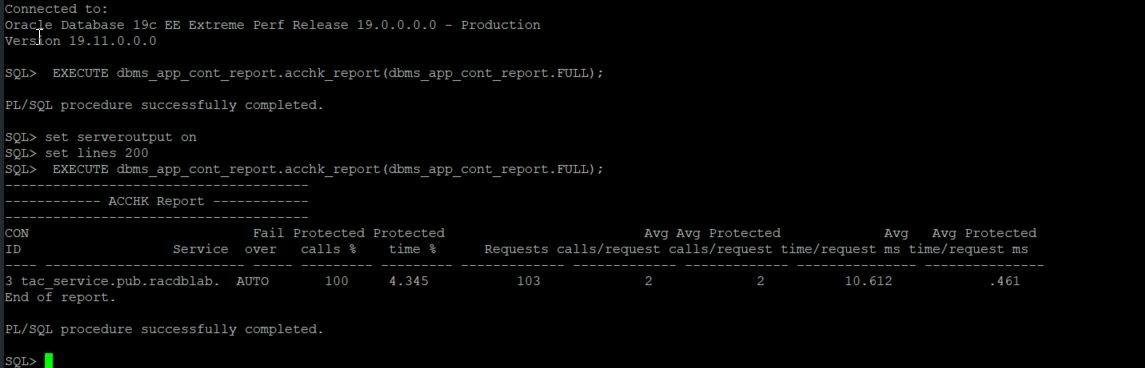 Connected to:
Oracle Database 19c EE Extreme Perf Release 19.0.0.0.0 - Production
Version 19.11.0.0.0
SQL>  EXECUTE dbms_app_cont_report.acchk_report(dbms_app_cont_report.FULL);
PL/SQL procedure successfully completed.
SQL> set serveroutput on
SQL> set lines 200
SQL>  EXECUTE dbms_app_cont_report.acchk_report(dbms_app_cont_report.FULL);
--------------------------------------
------------ ACCHK Report ------------
--------------------------------------
CON                            Fail Protected Protected                         Avg Avg Protected             Avg   Avg Protected
ID                   Service  over   calls %    time %      Requests calls/request calls/request time/request ms time/request ms
---- ------------------------- ----- --------- --------- ------------- ------------- ------------- --------------- ---------------
3 tac_service.pub.racdblab.  AUTO       100     4.345           103             2             2          10.612            .461
End of report.
PL/SQL procedure successfully completed.
SQL>